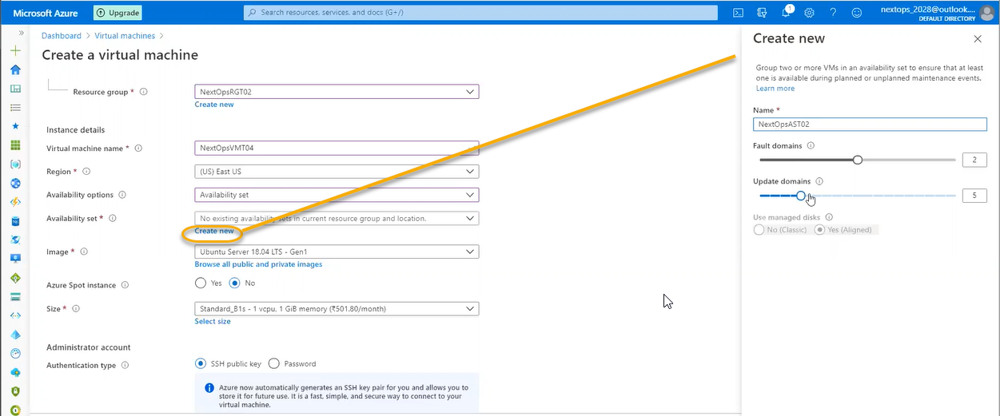 Microsoft Azure
Upgrade
Search resources, services, and docs (G+/)
1
nextops_2028@outlook....
DEFAULT DIRECTORY
Dashboard > Virtual machines >
Create a virtual machine
Resource group * NextOpsRGT02
Create new
Instance details
Virtual machine name * NextOpsVMT04
Region * (US) East US
Availability options Availability set
Availability set * No existing availability sets in current resource group and location.
Create new
Image * Ubuntu Server 18.04 LTS - Gen1
Browse all public and private images
Azure Spot instance Yes No
Size * Standard_B1s - 1 vcpu, 1 GiB memory (₹501.80/month)
Select size
Administrator account
Authentication type SSH public key Password
Azure now automatically generates an SSH key pair for you and allows you to
store it for future use. It is a fast, simple, and secure way to connect to your
virtual machine.
Create new
Group two or more VMs in an availability set to ensure that at least
one is available during planned or unplanned maintenance events.
Learn more
Name *
NextOpsAST02
Fault domains
2
Update domains
5
Use managed disks
No (Classic) Yes (Aligned)